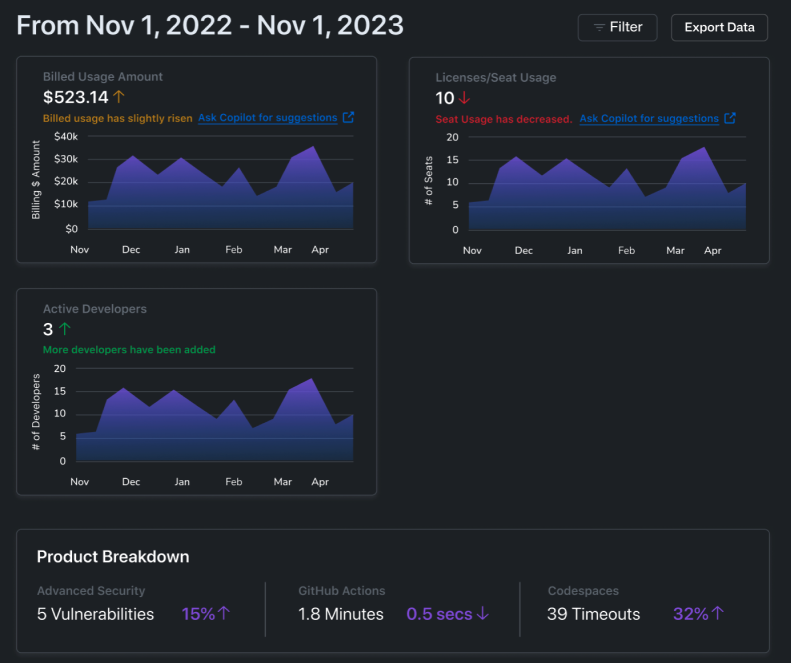 From Nov 1, 2022 - Nov 1, 2023
Filter
Export Data
Billed Usage Amount
$523.14
Billed usage has slightly risen Ask Copilot for suggestions
Billing $ Amount
$40k
$30k
$20k
$10k
$0
Nov Dec Jan Feb Mar Apr
Licenses/Seat Usage
10
Seat Usage has decreased. Ask Copilot for suggestions
# of Seats
20
15
10
5
0
Nov Dec Jan Feb Mar Apr
Active Developers
3
More developers have been added
# of Developers
20
15
10
5
0
Nov Dec Jan Feb Mar Apr
Product Breakdown
Advanced Security
5 Vulnerabilities 15%
GitHub Actions
1.8 Minutes 0.5 secs
Codespaces
39 Timeouts 32%